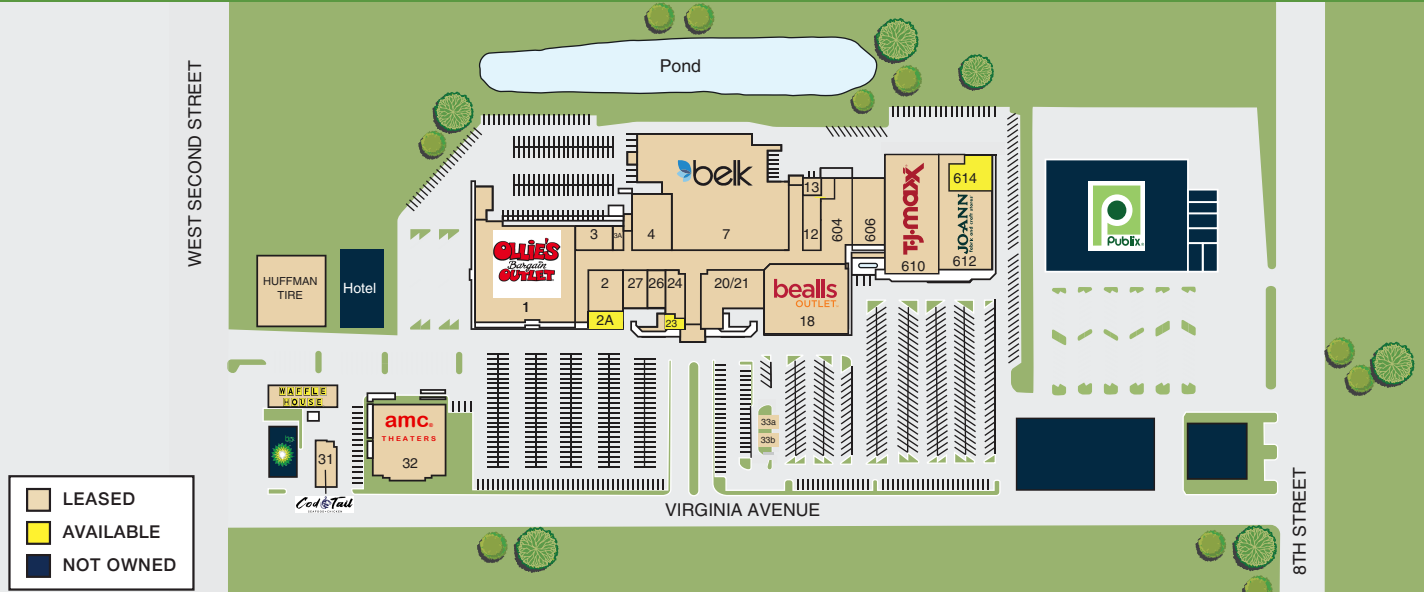 Pond
WEST SECOND STREET
belk
13
614
T.J.maxx
JO-ANN
fabric and craft stores
Publix.
3
3A
4
7
12
604
606
610
612
OLLIE'S
Bargain
OUTLET
1
HUFFMAN
TIRE
Hotel
2
27
26
24
20/21
bealls
OUTLET.
18
2A
23
WAFFLE
HOUSE
amc.
THEATERS
32
33a
33b
bp
31
Cod Tail
SEAFOOD • CHICKEN
VIRGINIA AVENUE
8TH STREET
LEASED
AVAILABLE
NOT OWNED